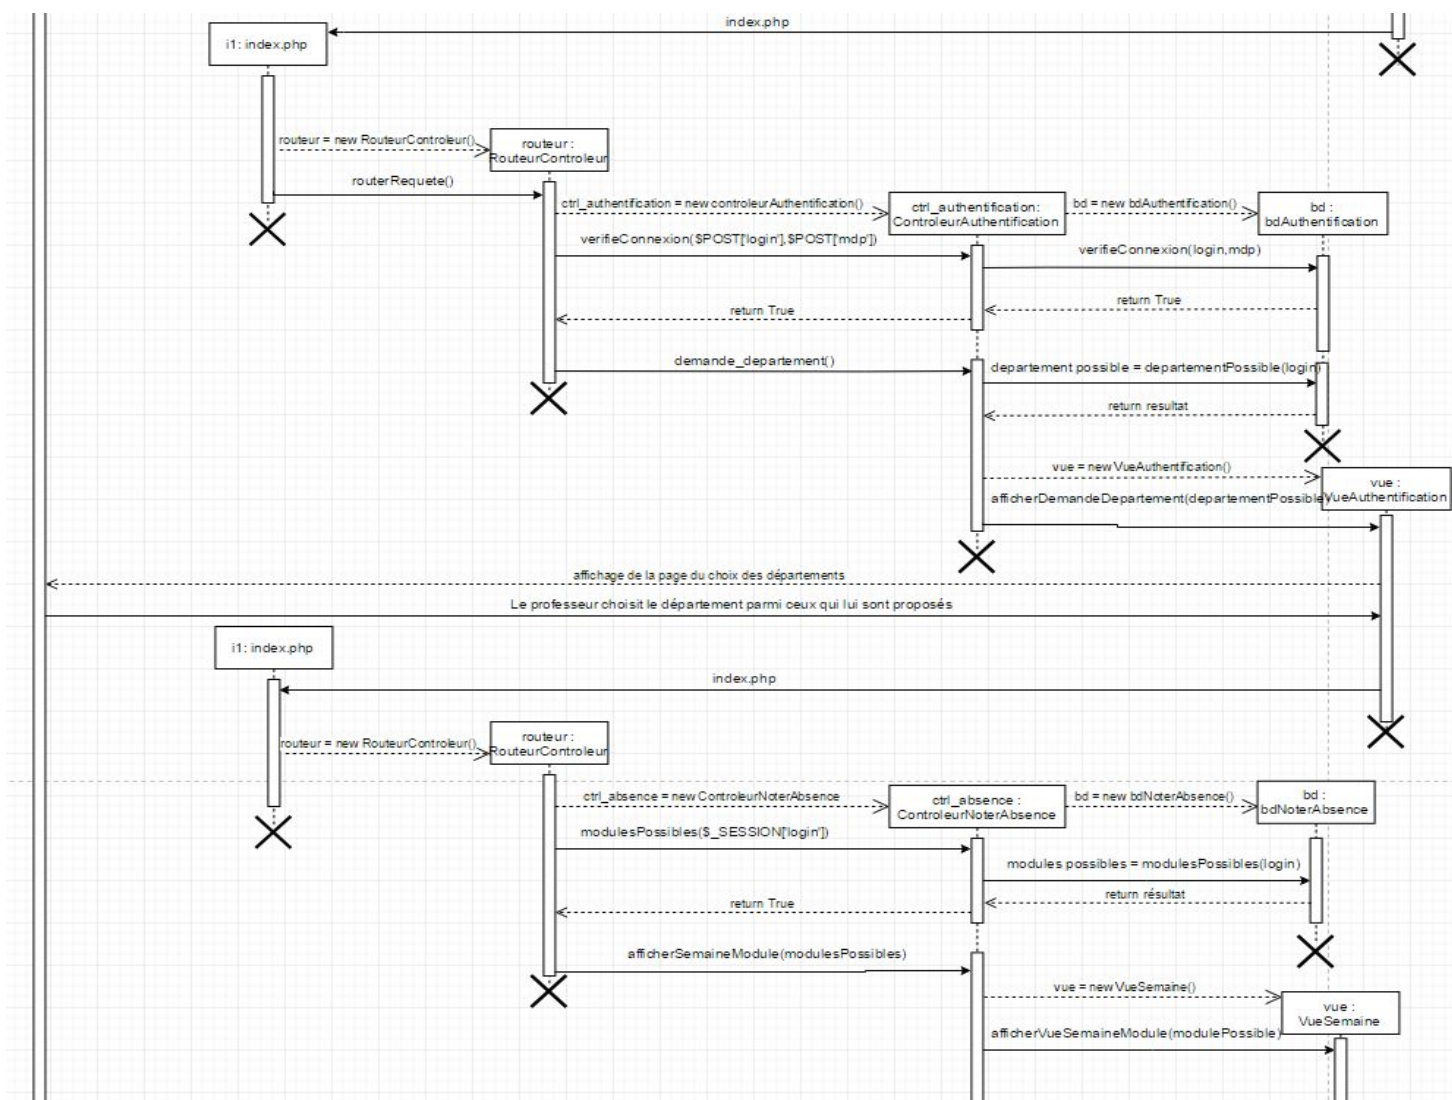 index.php
i1: index.php
routeur = new RouteurControleur()
routeur :
RouteurControleur
routerRequete()
ctrl_authentification = new controleurAuthentification()
ctrl_authentification:
ControleurAuthentification
bd = new bdAuthentification()
bd :
bdAuthentification
verifieConnexion($POST['login'],$POST['mdp'])
verifieConnexion(login,mdp)
return True
return True
demande_departement()
departement possible = departementPossible(login)
return resultat
vue = new VueAuthentification()
vue :
VueAuthentification
afficherDemandeDepartement(departementPossible
affichage de la page du choix des départements
Le professeur choisit le département parmi ceux qui lui sont proposés
i1: index.php
index.php
routeur = new RouteurControleur()
routeur :
RouteurControleur
ctrl_absence = new ControleurNoterAbsence
ctrl_absence :
ControleurNoterAbsence
bd = new bdNoterAbsence()
bd :
bdNoterAbsence
modulesPossibles($_SESSION['login'])
modules possibles = modulesPossibles(login)
return résultat
return True
afficherSemaineModule(modulesPossibles)
vue = new VueSemaine()
vue :
VueSemaine
afficherVueSemaineModule(modulePossible)